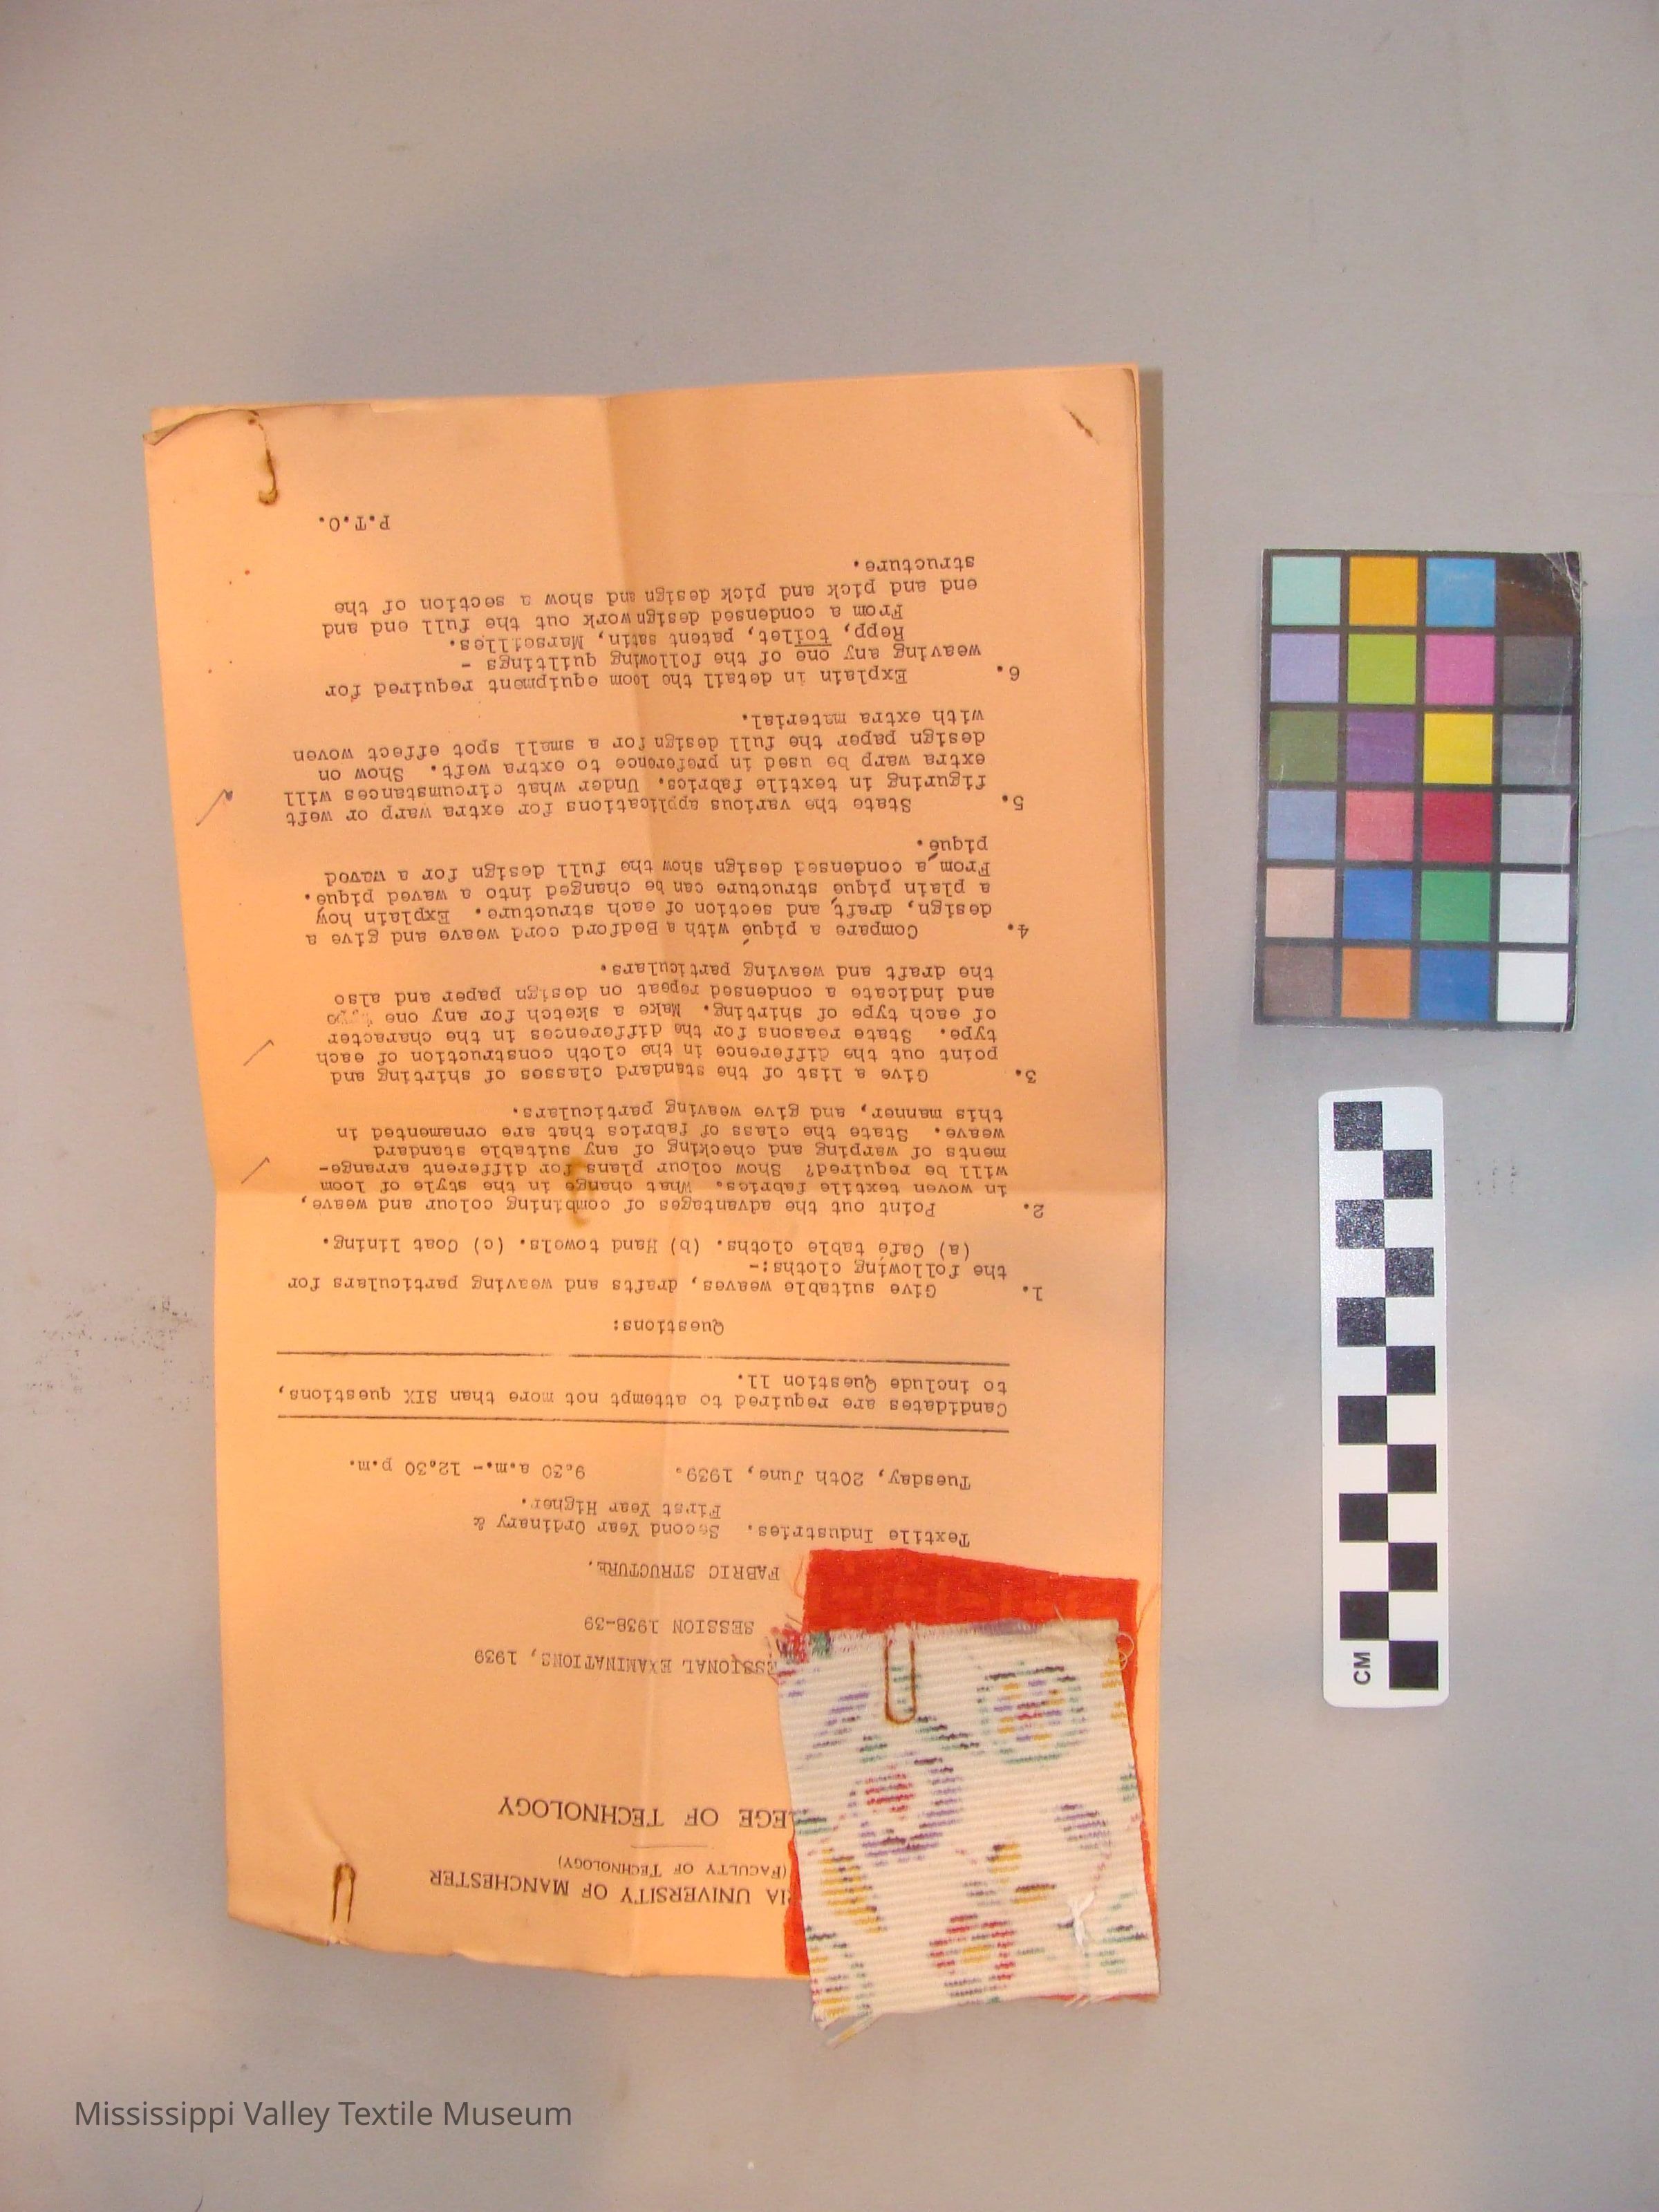 RIA UNIVERSITY OF MANCHESTER
(FACULTY OF TECHNOLOGY)
EGE OF TECHNOLOGY
ESSIONAL EXAMINATIONS, 1939
SESSION 1938-39
FABRIC STRUCTURE.
Textile Industries. Second Year Ordinary &
First Year Higher.
Tuesday, 20th June, 1939. 9.30 a.m.- 12.30 p.m.
Candidates are required to attempt not more than SIX questions,
to include Question 11.
Questions:
1. Give suitable weaves, drafts and weaving particulars for
the following cloths:-
(a) Café table cloths. (b) Hand towels. (c) Coat lining.
2. Point out the advantages of combining colour and weave,
in woven textile fabrics. What change in the style of loom
will be required? Show colour plans for different arrange-
ments of warping and checking of any suitable standard
weave. State the class of fabrics that are ornamented in
this manner, and give weaving particulars.
3. Give a list of the standard classes of shirting and
point out the difference in the cloth construction of each
type. State reasons for the differences in the character
of each type of shirting. Make a sketch for any one type
and indicate a condensed repeat on design paper and also
the draft and weaving particulars.
4. Compare a piqué with a Bedford cord weave and give a
design, draft, and section of each structure. Explain how
a plain piqué structure can be changed into a waved piqué.
From a condensed design show the full design for a waved
piqué.
5. State the various applications for extra warp or weft
figuring in textile fabrics. Under what circumstances will
extra warp be used in preference to extra weft. Show on
design paper the full design for a small spot effect woven
with extra material.
6. Explain in detail the loom equipment required for
weaving any one of the following quiltings -
Repp, toilet, patent satin, Marseilles.
From a condensed design work out the full end and
end and pick and pick design and show a section of the
structure.
P.T.O.
CM
Mississippi Valley Textile Museum